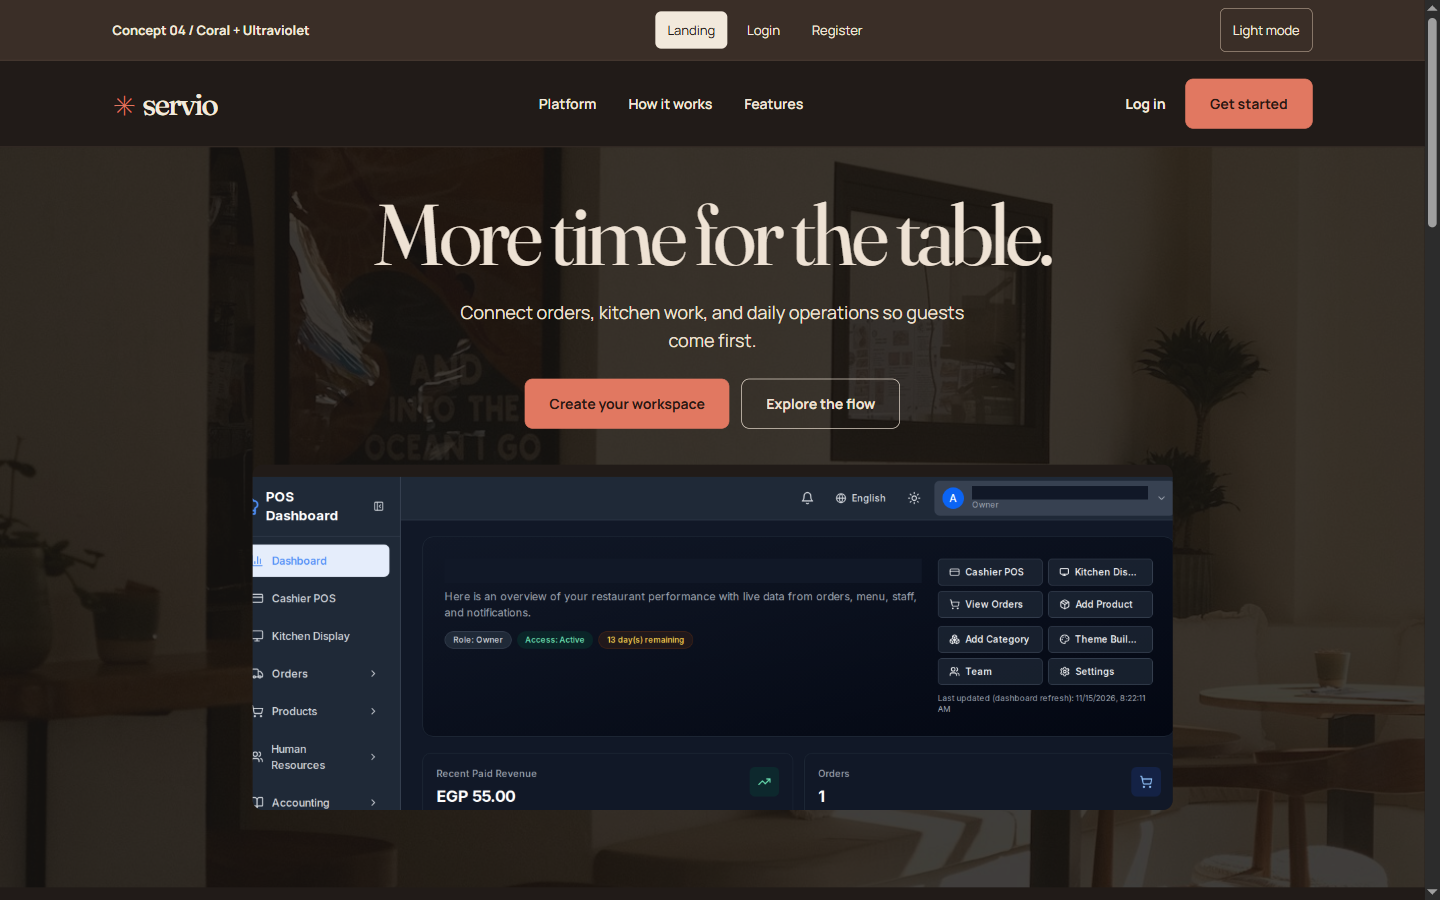 Concept 04 / Coral + Ultraviolet
Landing
Login
Register
Light mode
servio
Platform
How it works
Features
Log in
Get started
More time for the table.
Connect orders, kitchen work, and daily operations so guests
come first.
Create your workspace
Explore the flow
AND
INTO THE
OCEAN I GO
POS
Dashboard
English
A
Owner
Dashboard
Cashier POS
Kitchen Display
Orders
Products
Human
Resources
Accounting
Here is an overview of your restaurant performance with live data from orders, menu, staff,
and notifications.
Role: Owner
Access: Active
13 day(s) remaining
Cashier POS
Kitchen Dis...
View Orders
Add Product
Add Category
Theme Buil...
Team
Settings
Last updated (dashboard refresh): 11/15/2026, 8:22:11
AM
Recent Paid Revenue
EGP 55.00
Orders
1